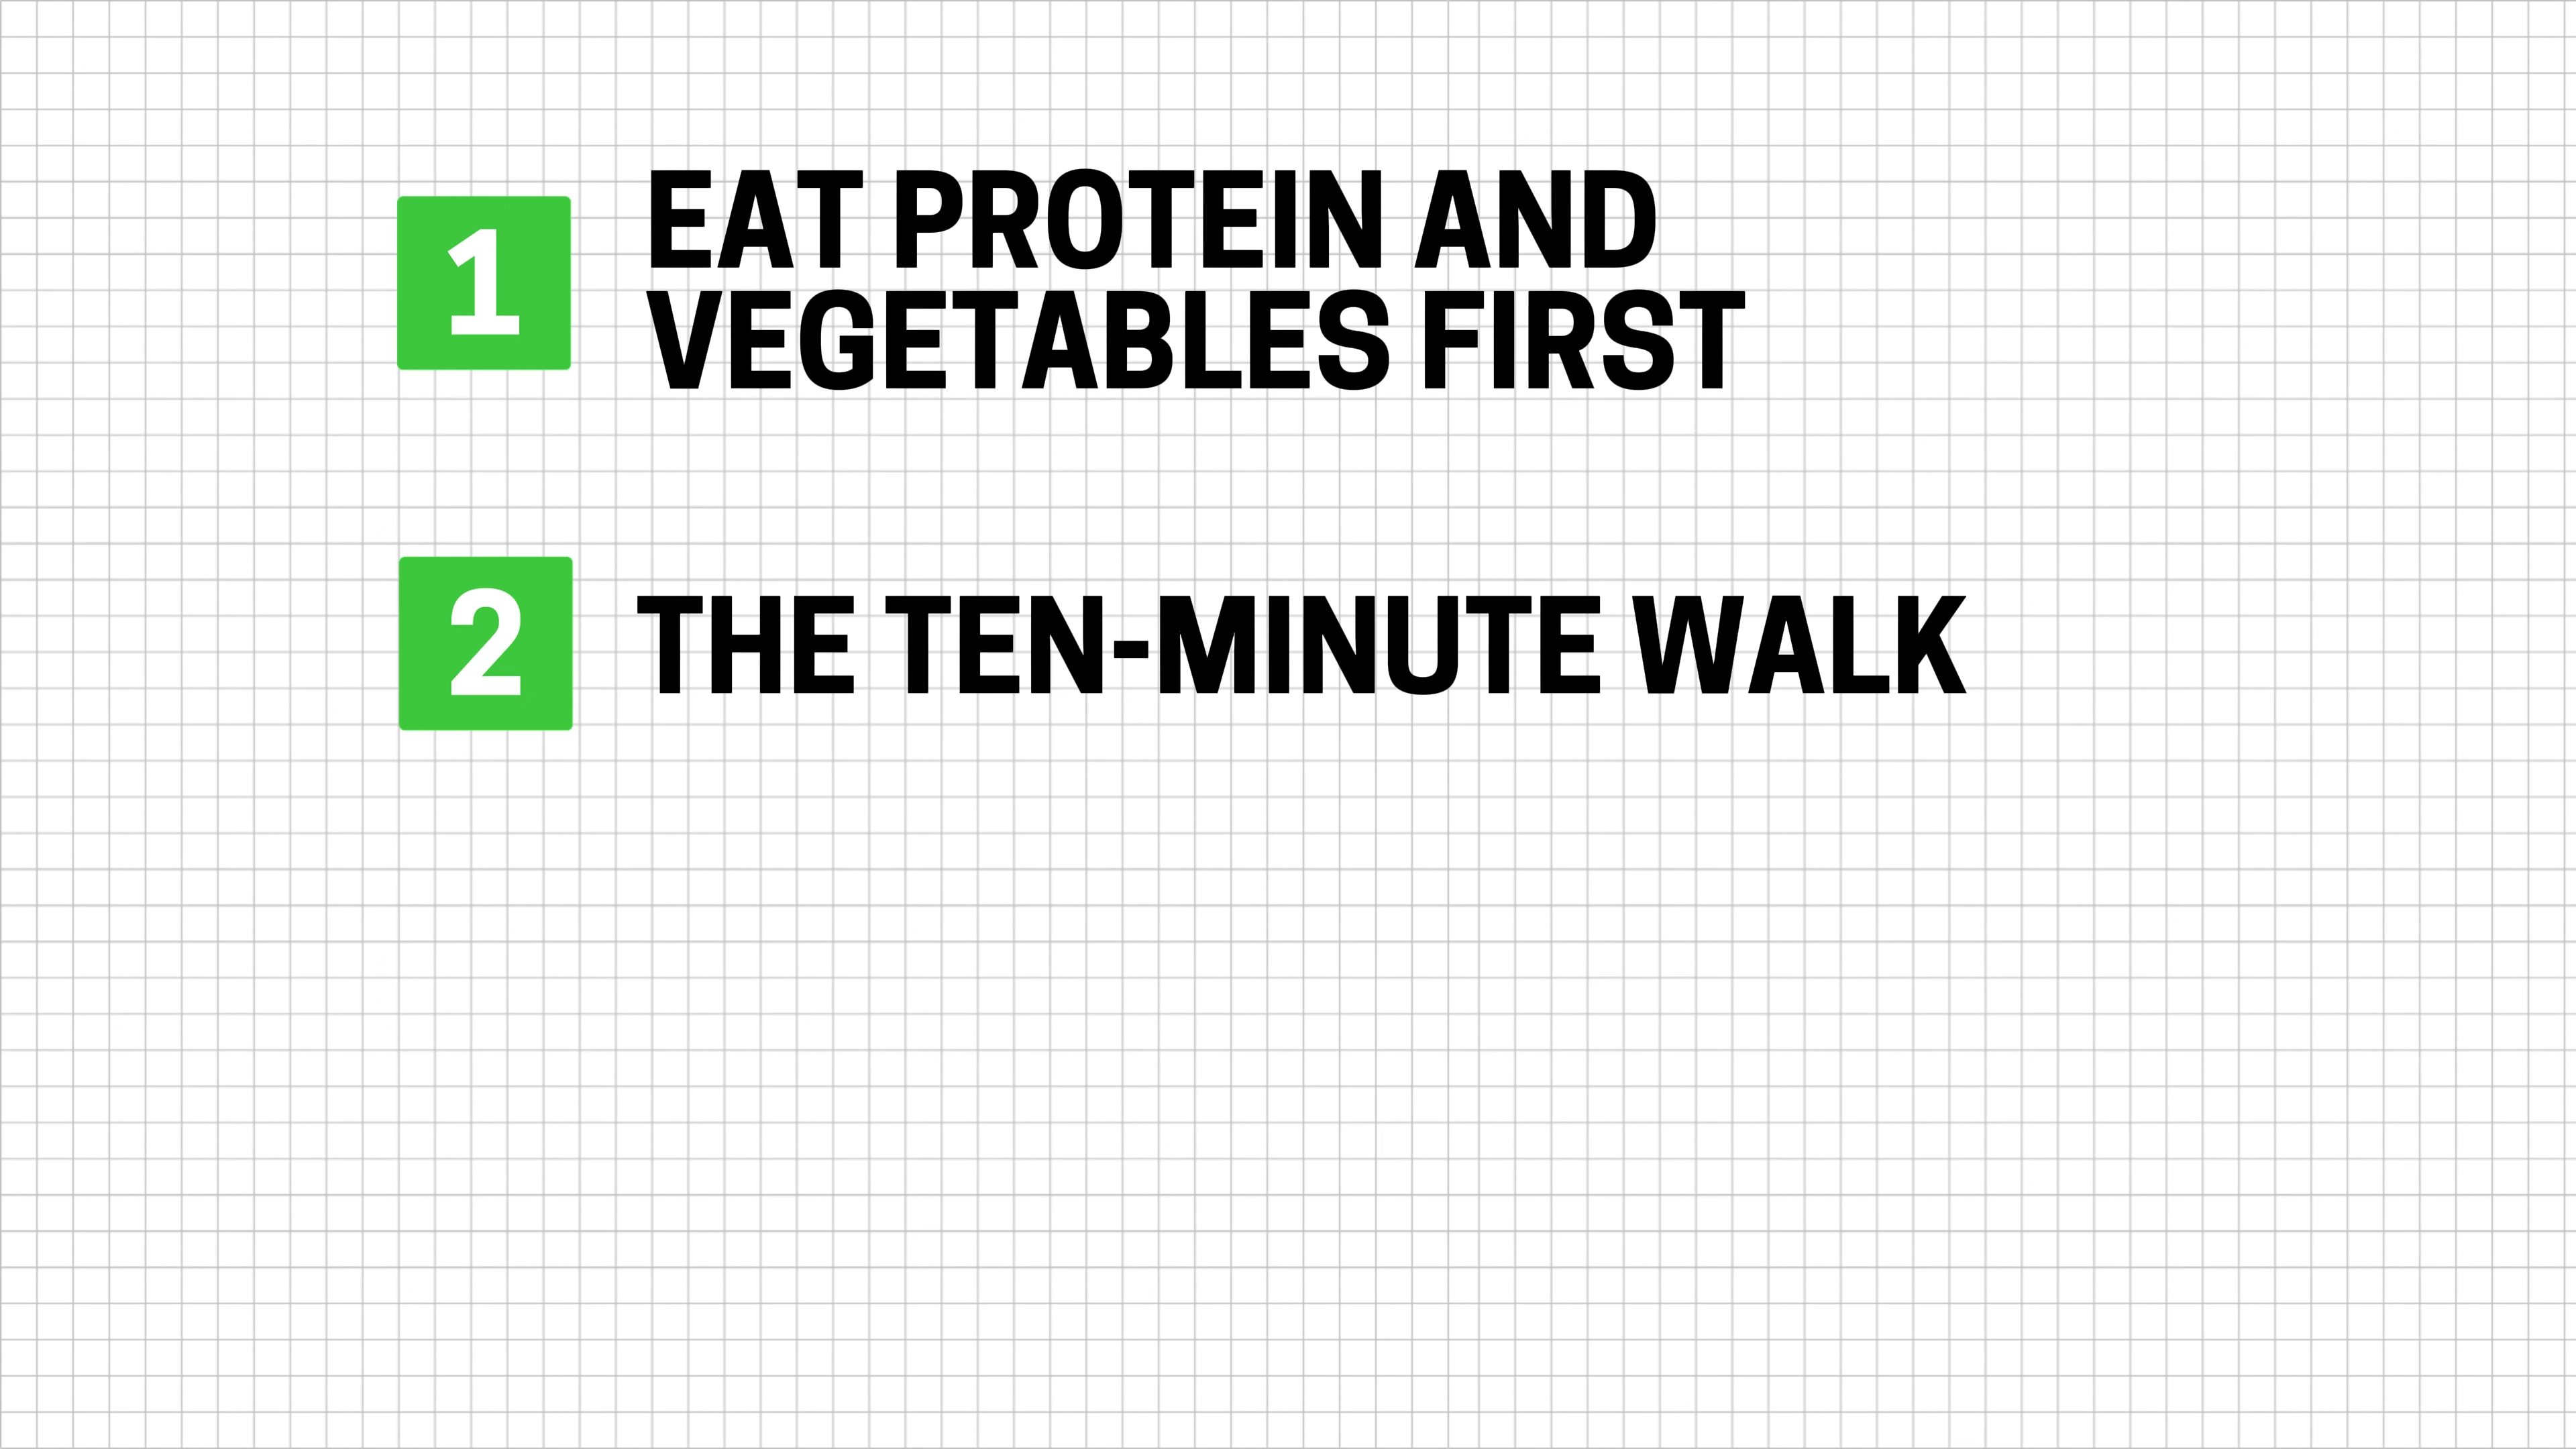 1
EAT PROTEIN AND
VEGETABLES FIRST
2
THE TEN-MINUTE WALK